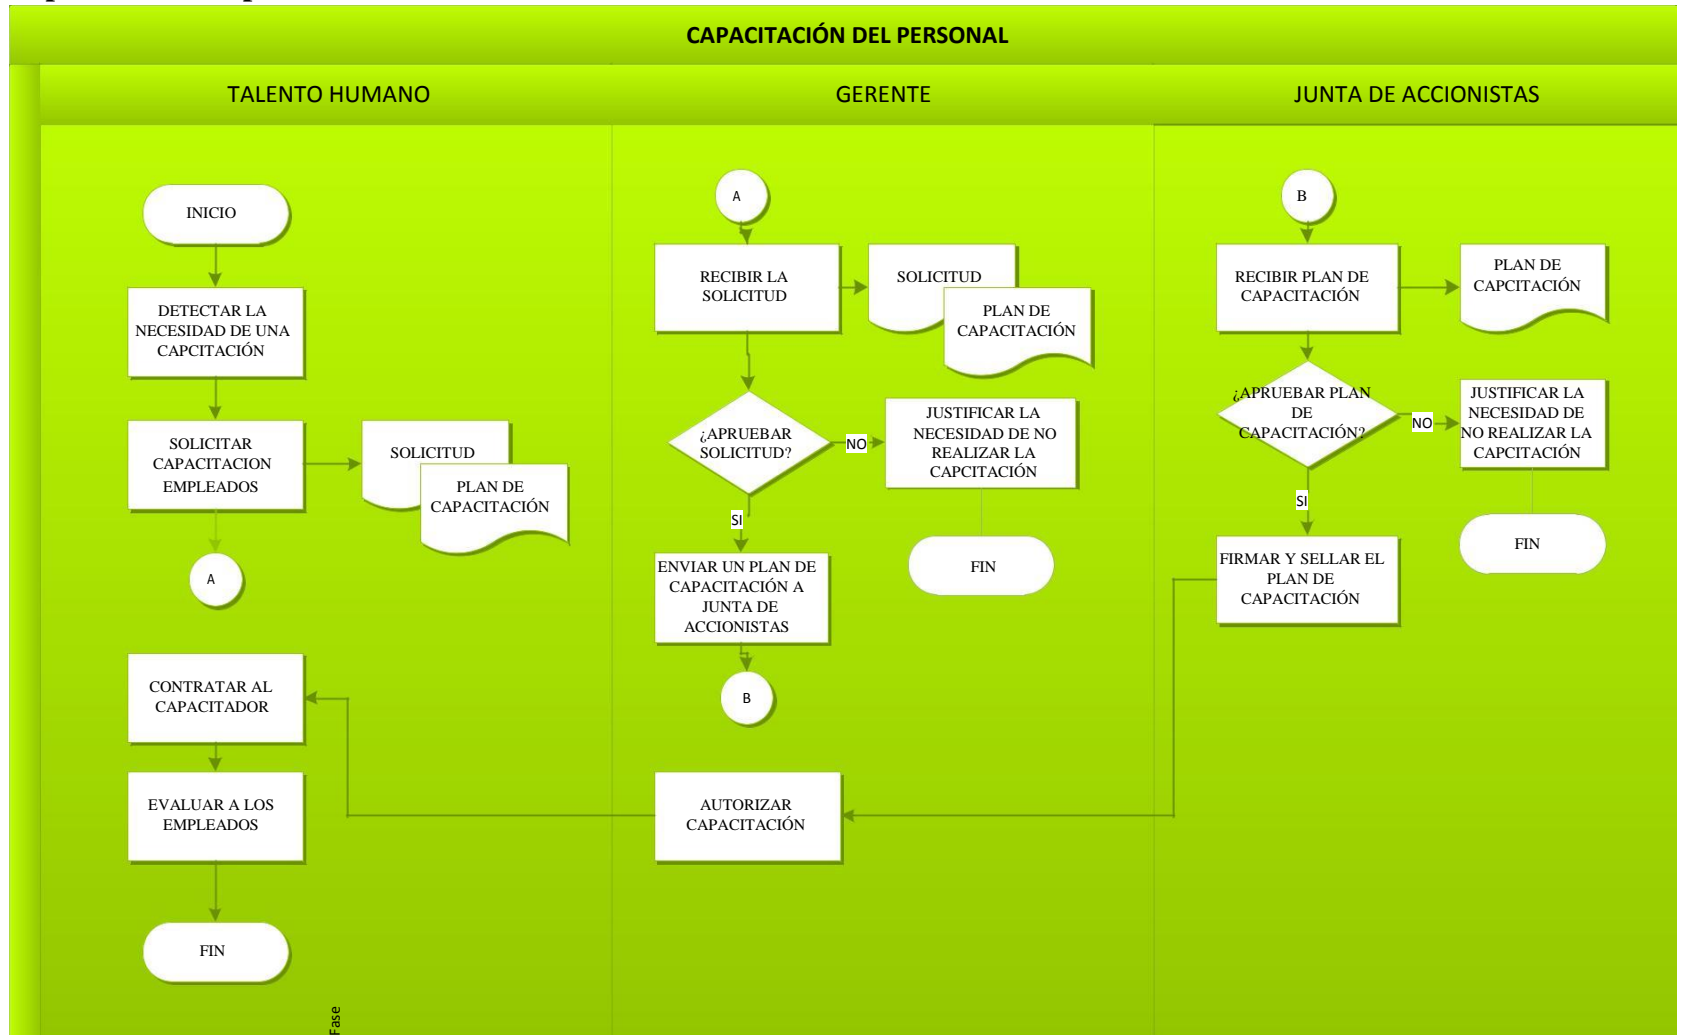 CAPACITACIÓN DEL PERSONAL
TALENTO HUMANO
GERENTE
JUNTA DE ACCIONISTAS
INICIO
DETECTAR LA
NECESIDAD DE UNA
CAPCITACIÓN
SOLICITAR
CAPACITACION
EMPLEADOS
SOLICITUD
PLAN DE
CAPACITACIÓN
A
CONTRATAR AL
CAPACITADOR
EVALUAR A LOS
EMPLEADOS
FIN
Fase
A
RECIBIR LA
SOLICITUD
SOLICITUD
PLAN DE
CAPACITACIÓN
¿APRUEBAR
SOLICITUD?
NO
JUSTIFICAR LA
NECESIDAD DE NO
REALIZAR LA
CAPCITACIÓN
FIN
SI
ENVIAR UN PLAN DE
CAPACITACIÓN A
JUNTA DE
ACCIONISTAS
B
AUTORIZAR
CAPACITACIÓN
B
RECIBIR PLAN DE
CAPACITACIÓN
PLAN DE
CAPCITACIÓN
¿APRUEBAR PLAN
DE
CAPACITACIÓN?
NO
JUSTIFICAR LA
NECESIDAD DE
NO REALIZAR LA
CAPCITACIÓN
FIN
SI
FIRMAR Y SELLAR EL
PLAN DE
CAPACITACIÓN